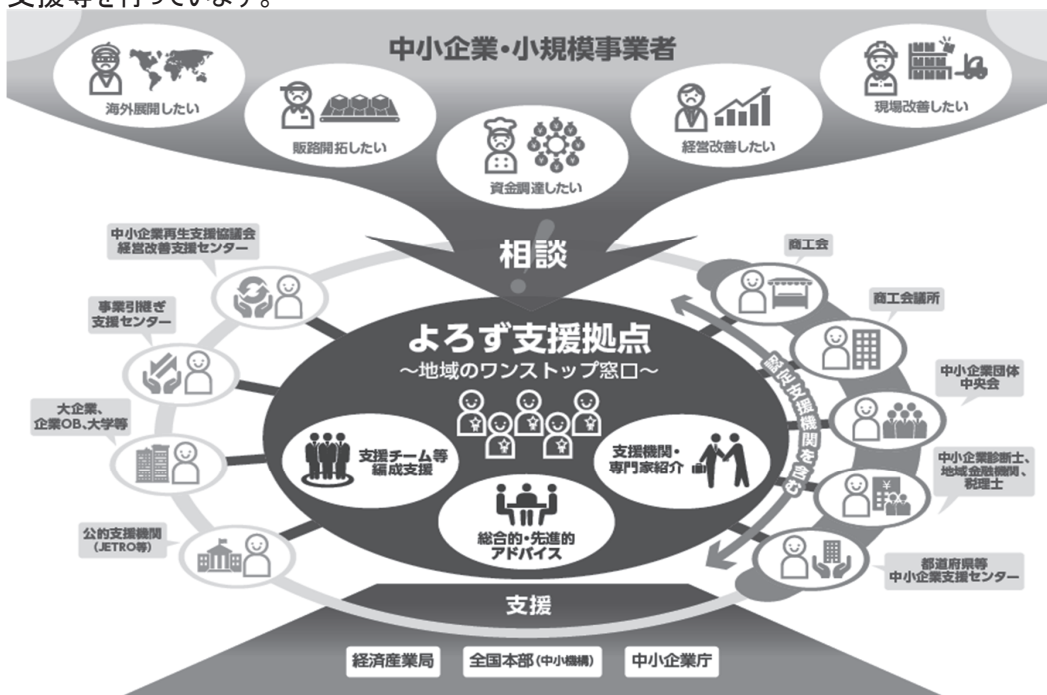 支援等を行っています。
中小企業・小規模事業者
海外展開したい
販路開拓したい
資金調達したい
経営改善したい
現場改善したい
相談
中小企業再生支援協議会
経営改善支援センター
事業引継ぎ
支援センター
大企業、
企業OB、大学等
公的支援機関
(JETRO等)
よろず支援拠点
～地域のワンストップ窓口～
支援チーム等
編成支援
総合的・先進的
アドバイス
支援機関・
専門家紹介
認定支援機関を含む
商工会
商工会議所
中小企業団体
中央会
中小企業診断士、
地域金融機関、
税理士
都道府県等
中小企業支援センター
支援
経済産業局
全国本部(中小機構)
中小企業庁